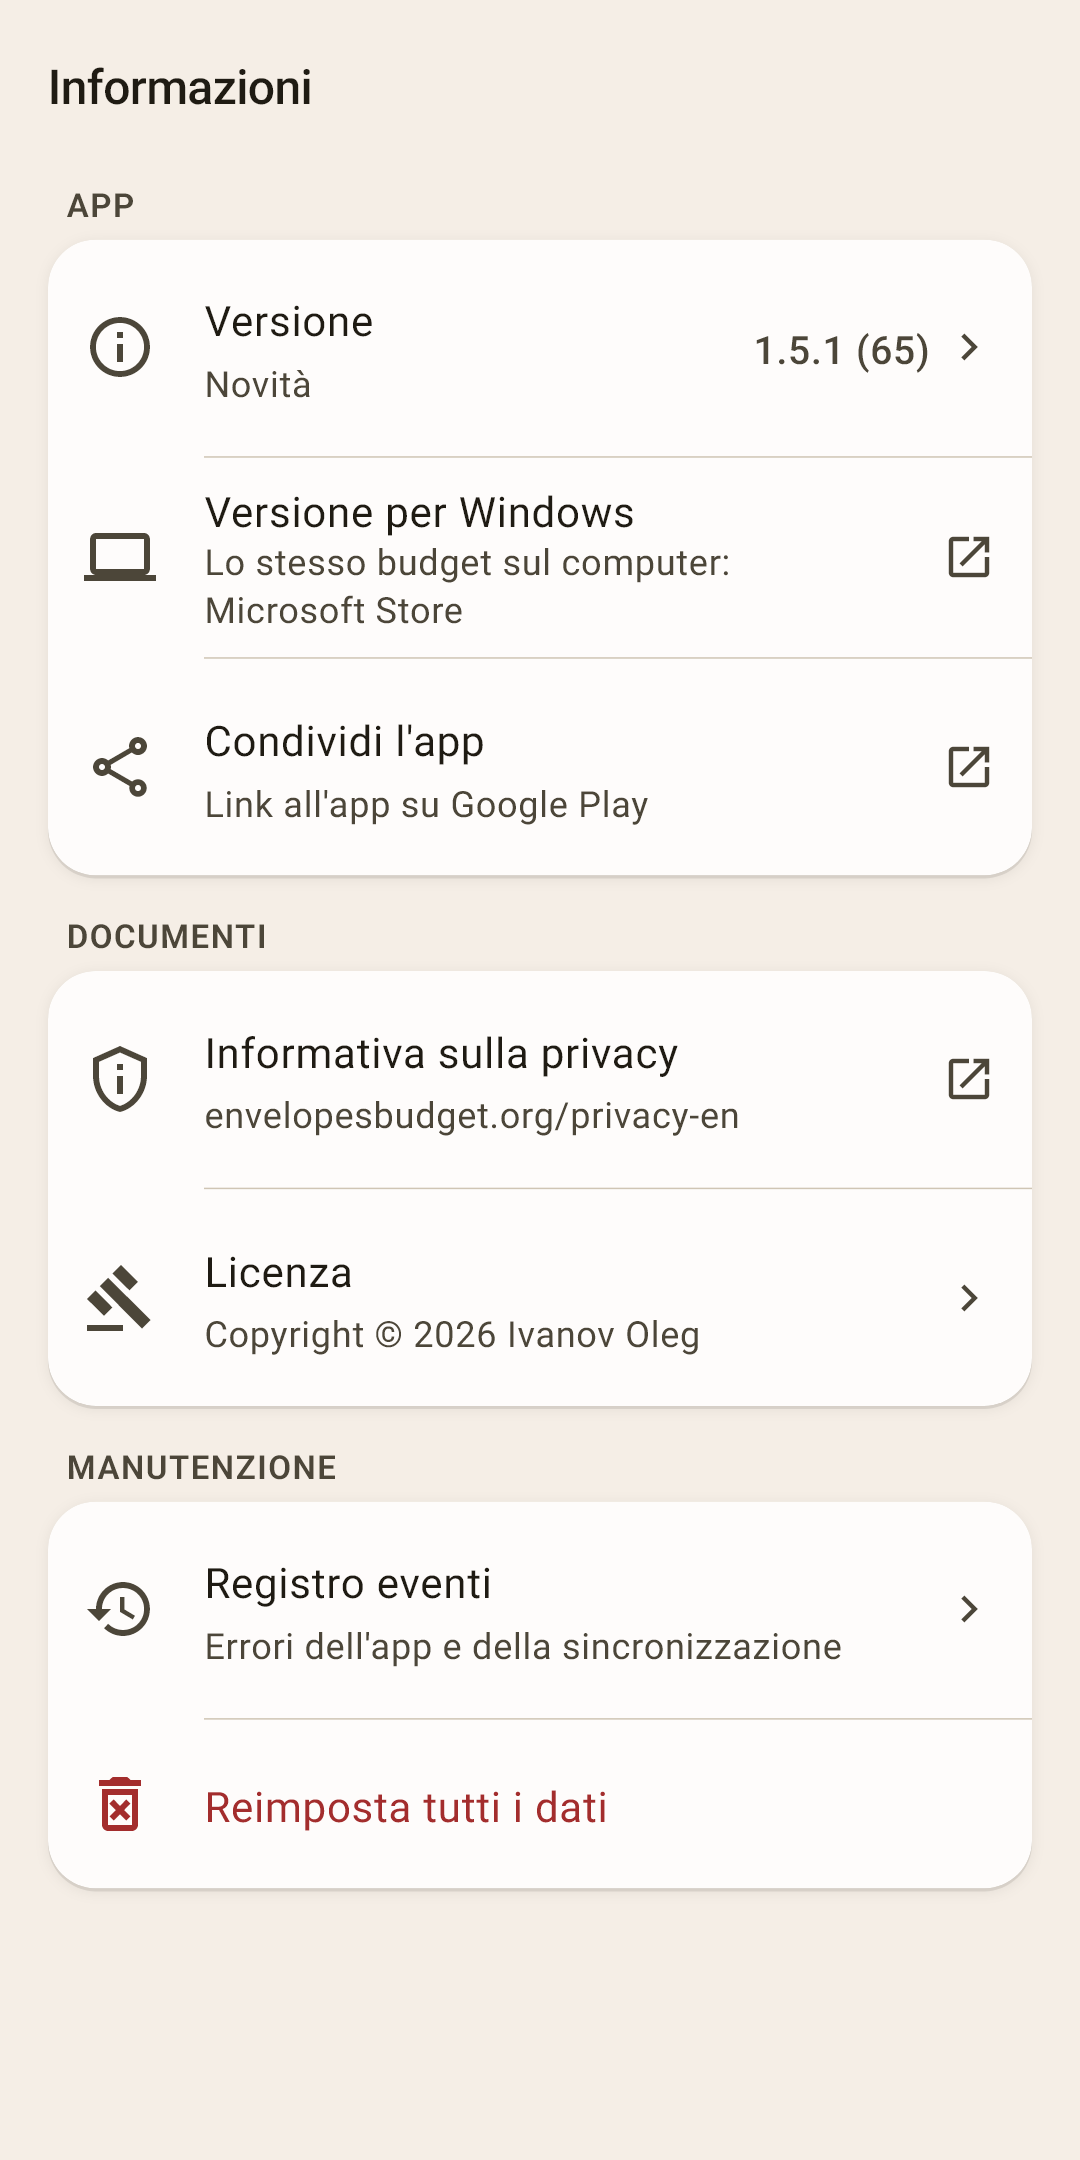 Informazioni
APP
Versione
Novità
1.5.1 (65)
Versione per Windows
Lo stesso budget sul computer:
Microsoft Store
Condividi l'app
Link all'app su Google Play
DOCUMENTI
Informativa sulla privacy
envelopesbudget.org/privacy-en
Licenza
Copyright © 2026 Ivanov Oleg
MANUTENZIONE
Registro eventi
Errori dell'app e della sincronizzazione
Reimposta tutti i dati